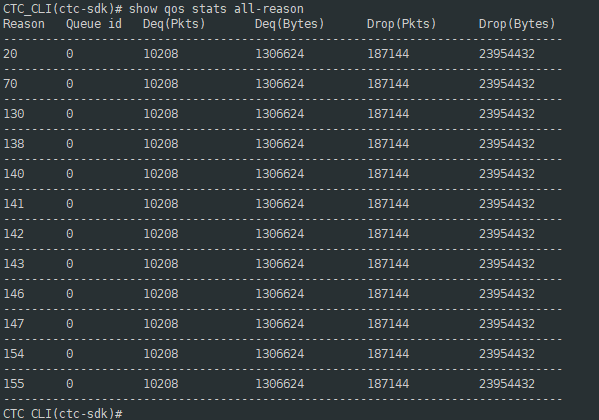 CTC_CLI(ctc-sdk)# show qos stats all-reason
Reason Queue id Deq(Pkts) Deq(Bytes) Drop(Pkts) Drop(Bytes)
--------------------------------------------------------------------------------
20 0 10208 1306624 187144 23954432
--------------------------------------------------------------------------------
70 0 10208 1306624 187144 23954432
--------------------------------------------------------------------------------
130 0 10208 1306624 187144 23954432
--------------------------------------------------------------------------------
138 0 10208 1306624 187144 23954432
--------------------------------------------------------------------------------
140 0 10208 1306624 187144 23954432
--------------------------------------------------------------------------------
141 0 10208 1306624 187144 23954432
--------------------------------------------------------------------------------
142 0 10208 1306624 187144 23954432
--------------------------------------------------------------------------------
143 0 10208 1306624 187144 23954432
--------------------------------------------------------------------------------
146 0 10208 1306624 187144 23954432
--------------------------------------------------------------------------------
147 0 10208 1306624 187144 23954432
--------------------------------------------------------------------------------
154 0 10208 1306624 187144 23954432
--------------------------------------------------------------------------------
155 0 10208 1306624 187144 23954432
--------------------------------------------------------------------------------
CTC_CLI(ctc-sdk)#